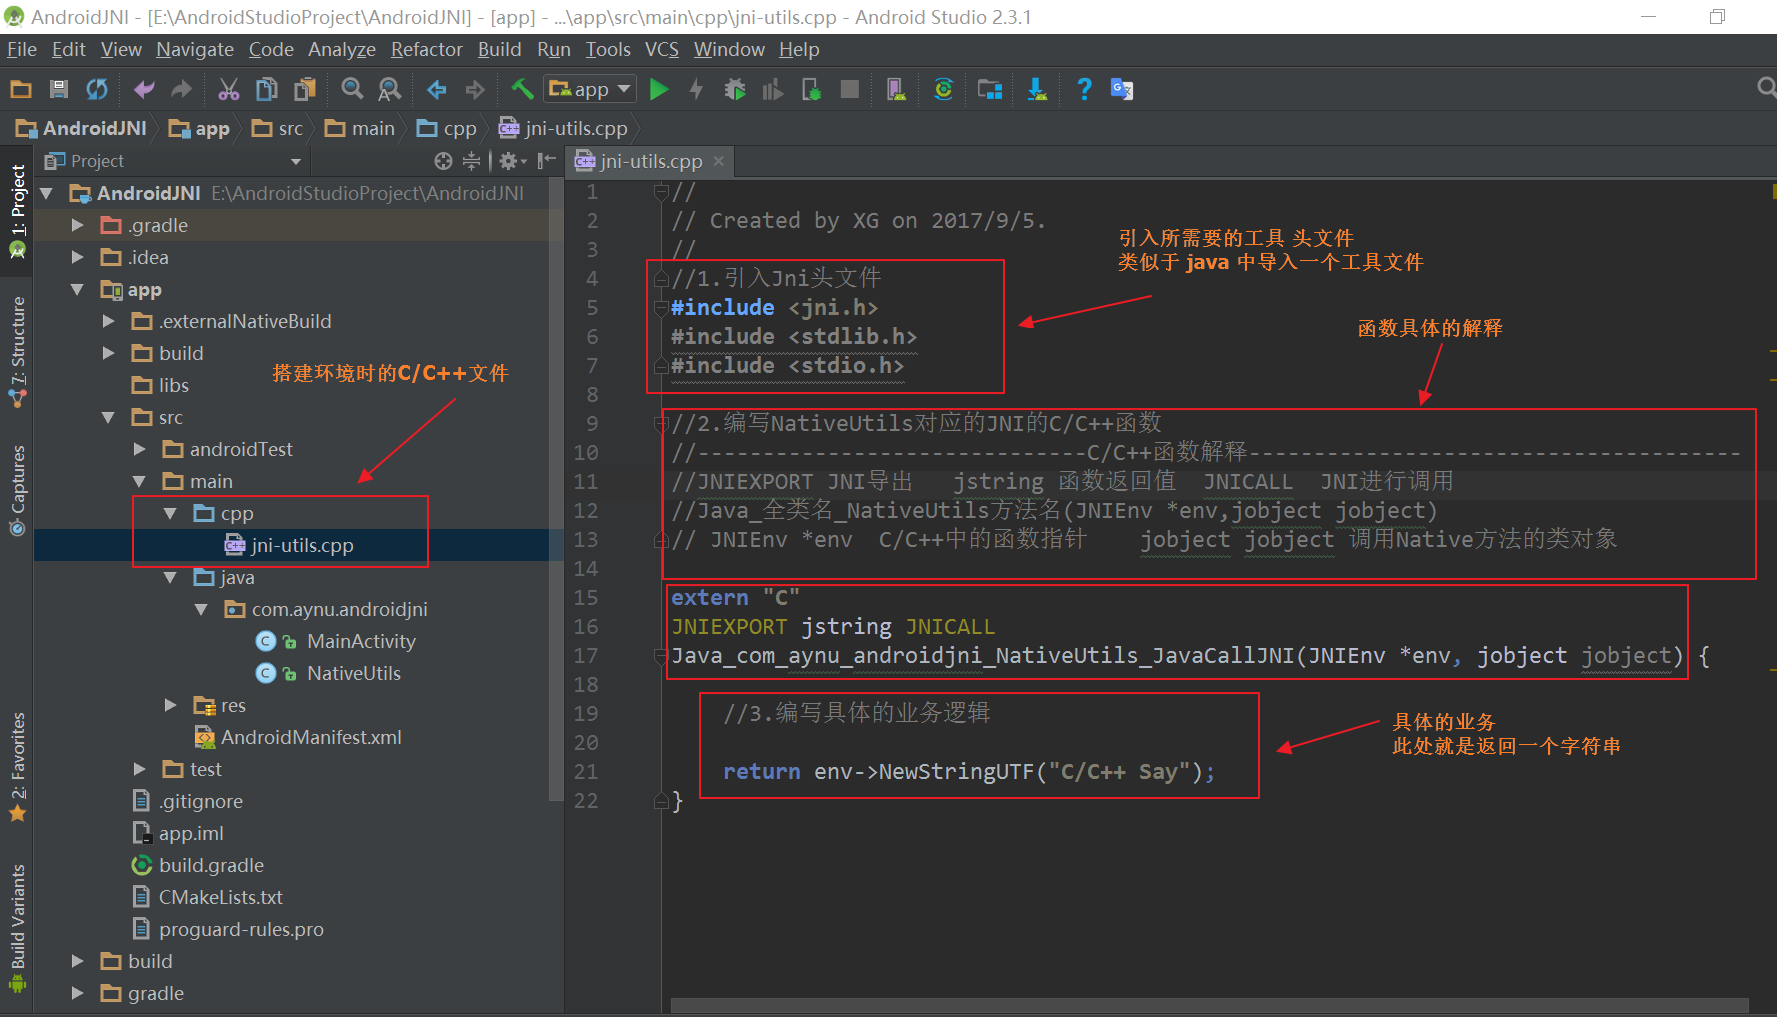 AndroidJNI - [E:\AndroidStudioProject\AndroidJNI] - [app] - ...\app\src\main\cpp\jni-utils.cpp - Android Studio 2.3.1
File Edit View Navigate Code Analyze Refactor Build Run Tools VCS Window Help
app
AndroidJNI app src main cpp jni-utils.cpp
Project
jni-utils.cpp
1: Project
7: Structure
Captures
2: Favorites
Build Variants
AndroidJNI E:\AndroidStudioProject\AndroidJNI
.gradle
.idea
app
.externalNativeBuild
build
libs
src
androidTest
main
cpp
jni-utils.cpp
java
com.aynu.androidjni
MainActivity
NativeUtils
res
AndroidManifest.xml
test
.gitignore
app.iml
build.gradle
CMakeLists.txt
proguard-rules.pro
build
gradle
搭建环境时的C/C++文件
1 //
2 // Created by XG on 2017/9/5.
3 //
4 //1.引入Jni头文件
5 #include <jni.h>
6 #include <stdlib.h>
7 #include <stdio.h>
8
9 //2.编写NativeUtils对应的JNI的C/C++函数
10 //------------------------------C/C++函数解释--------------------------------------
11 //JNIEXPORT JNI导出 jstring 函数返回值 JNICALL JNI进行调用
12 //Java_全类名_NativeUtils方法名(JNIEnv *env,jobject jobject)
13 // JNIEnv *env C/C++中的函数指针 jobject jobject 调用Native方法的类对象
14
15 extern "C"
16 JNIEXPORT jstring JNICALL
17 Java_com_aynu_androidjni_NativeUtils_JavaCallJNI(JNIEnv *env, jobject jobject) {
18
19 //3.编写具体的业务逻辑
20
21 return env->NewStringUTF("C/C++ Say");
22 }
引入所需要的工具 头文件
类似于 java 中导入一个工具文件
函数具体的解释
具体的业务
此处就是返回一个字符串